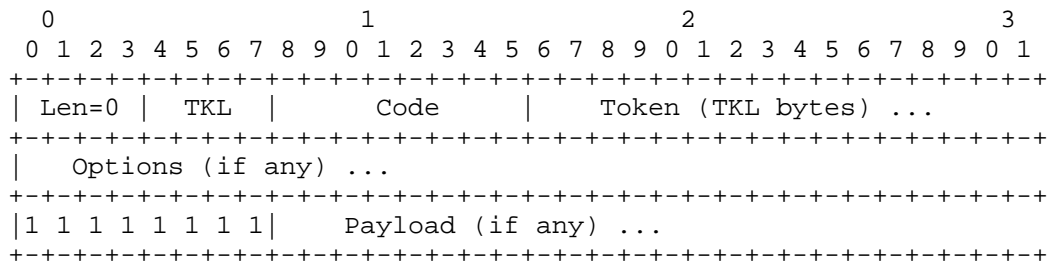 0                   1                   2                   3
 0 1 2 3 4 5 6 7 8 9 0 1 2 3 4 5 6 7 8 9 0 1 2 3 4 5 6 7 8 9 0 1
+-+-+-+-+-+-+-+-+-+-+-+-+-+-+-+-+-+-+-+-+-+-+-+-+-+-+-+-+-+-+-+-+
| Len=0 |  TKL  |      Code     |    Token (TKL bytes) ...
+-+-+-+-+-+-+-+-+-+-+-+-+-+-+-+-+-+-+-+-+-+-+-+-+-+-+-+-+-+-+-+-+
|   Options (if any) ...
+-+-+-+-+-+-+-+-+-+-+-+-+-+-+-+-+-+-+-+-+-+-+-+-+-+-+-+-+-+-+-+-+
|1 1 1 1 1 1 1 1|    Payload (if any) ...
+-+-+-+-+-+-+-+-+-+-+-+-+-+-+-+-+-+-+-+-+-+-+-+-+-+-+-+-+-+-+-+-+